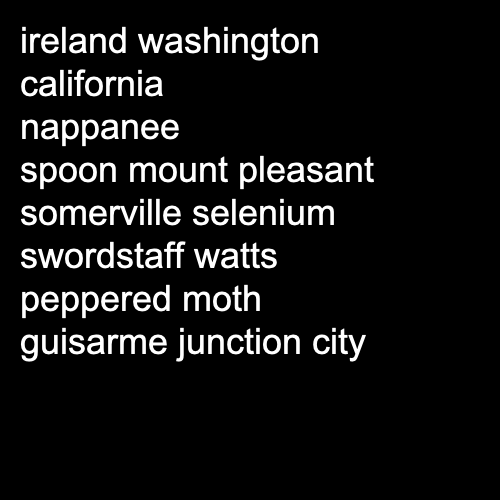 ireland washington
california
nappanee
spoon mount pleasant
somerville selenium
swordstaff watts
peppered moth
guisarme junction city